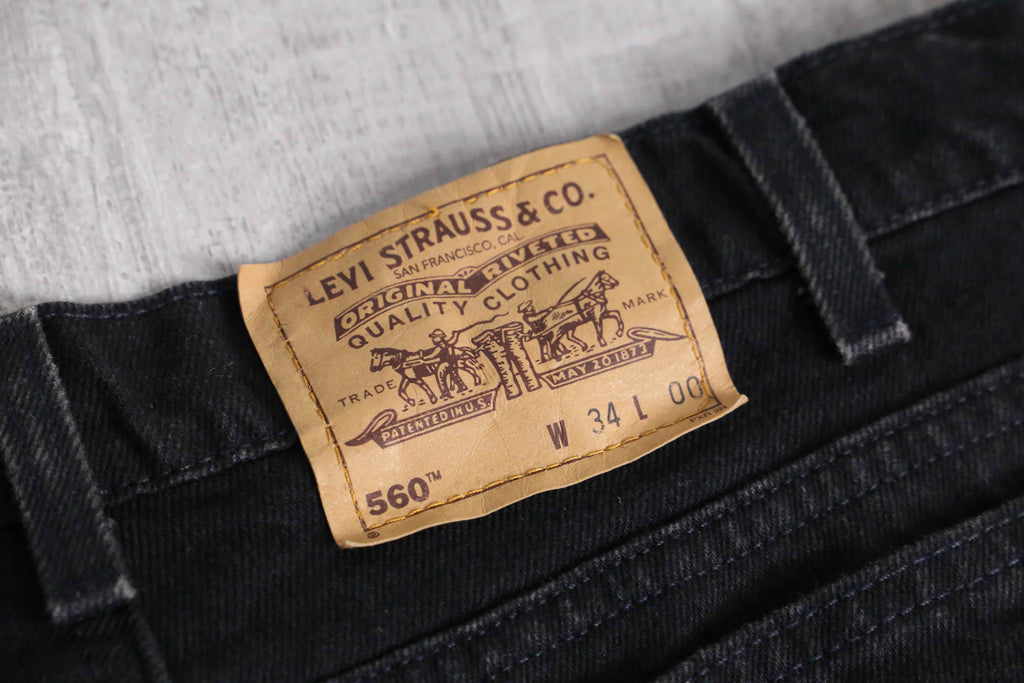 LEVI STRAUSS & CO.
SAN FRANCISCO, CAL.
ORIGINAL RIVETED
QUALITY CLOTHING
TRADE MARK
PATENTED IN U.S. MAY 20 1873
W 34 L 00
560™
®